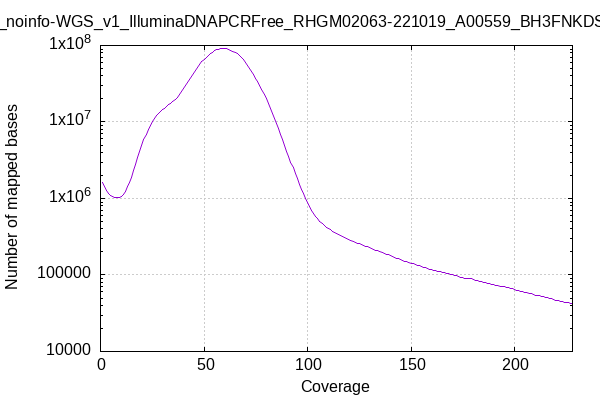 _noinfo-WGS_v1_IlluminaDNAPCRFree_RHGM02063-221019_A00559_BH3FNKDS
1x10^8
1x10^7
1x10^6
100000
10000
Number of mapped bases
0 50 100 150 200
Coverage